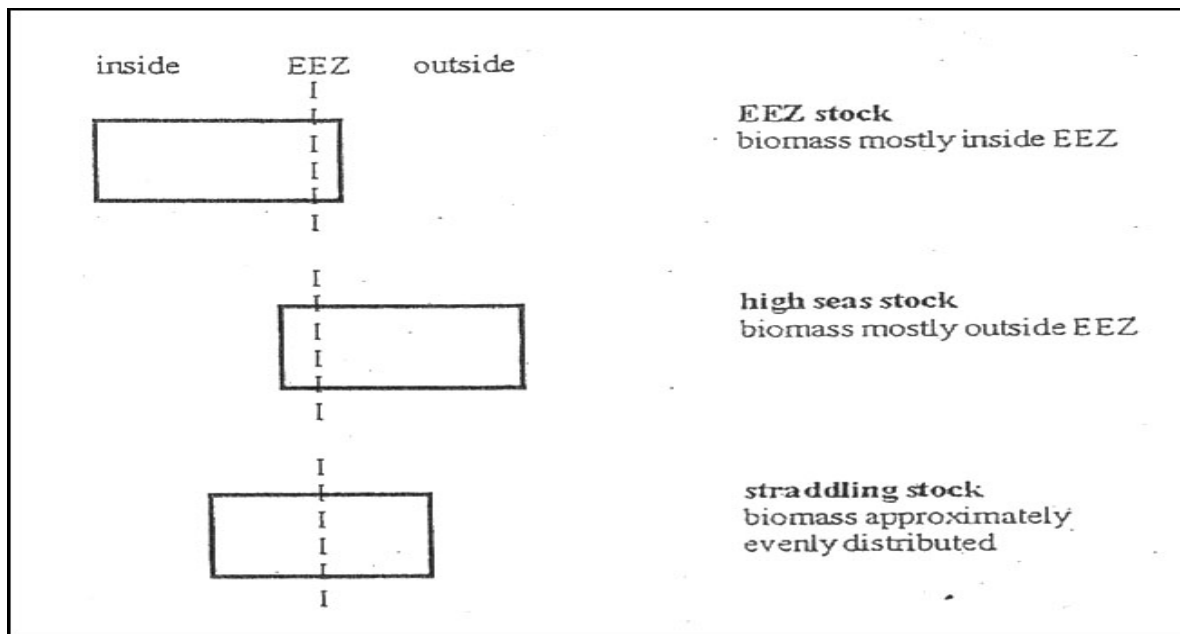 inside EEZ outside
EEZ stock
biomass mostly inside EEZ
high seas stock
biomass mostly outside EEZ
straddling stock
biomass approximately
evenly distributed